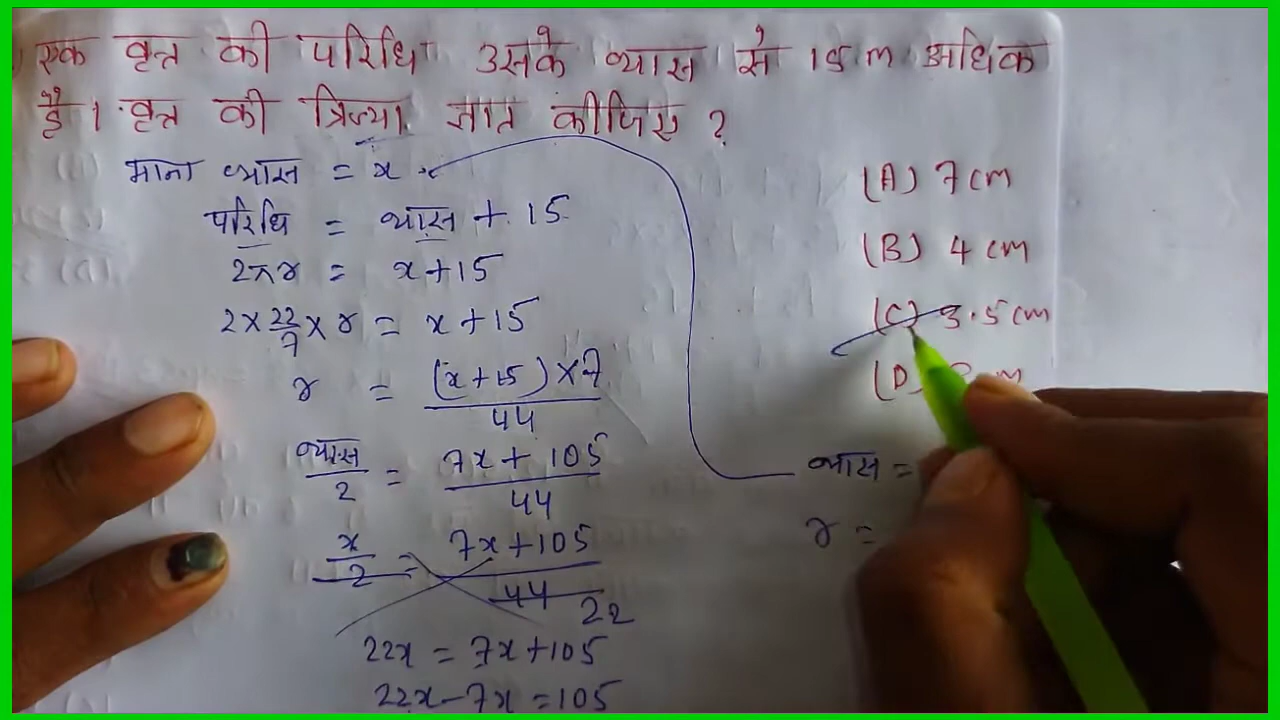 एक वृत्त की परिधि उसके व्यास से 15 m अधिक
है। वृत्त की त्रिज्या ज्ञात कीजिए ?
माना व्यास = x
परिधि = व्यास + 15
2πr = x+15
2 × 22/7 × r = x+15
r = (x+15)×7/44
व्यास/2 = 7x+105/44
x/2 = 7x+105/44 22
22x = 7x+105
22x-7x = 105
(A) 7 cm
(B) 4 cm
(C) 3.5 cm
(D)
व्यास =
r =